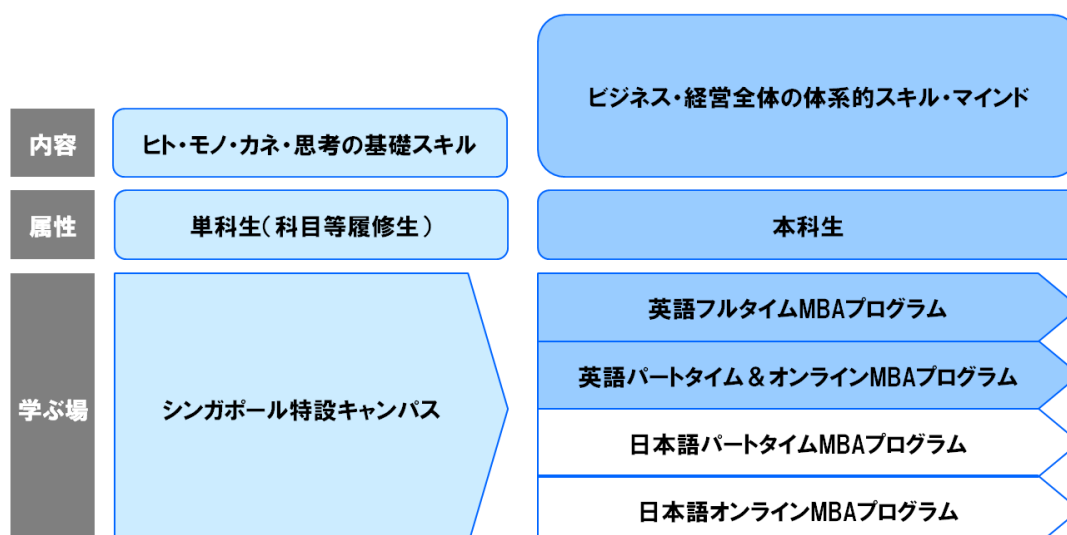 ビジネス・経営全体の体系的スキル・マインド
内容
ヒト・モノ・カネ・思考の基礎スキル
属性
単科生(科目等履修生)
本科生
学ぶ場
シンガポール特設キャンパス
英語フルタイムMBAプログラム
英語パートタイム&オンラインMBAプログラム
日本語パートタイムMBAプログラム
日本語オンラインMBAプログラム